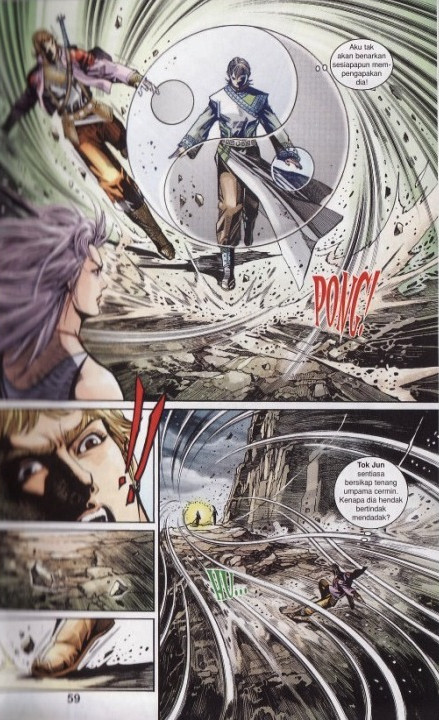 Aku tak
akan benarkan
sesiapapun mem-
pengapakan
dia!
PONG!
!!
Tok Jun
sentiasa
bersikap tenang
umpama cermin.
Kenapa dia hendak
bertindak
mendadak?
59